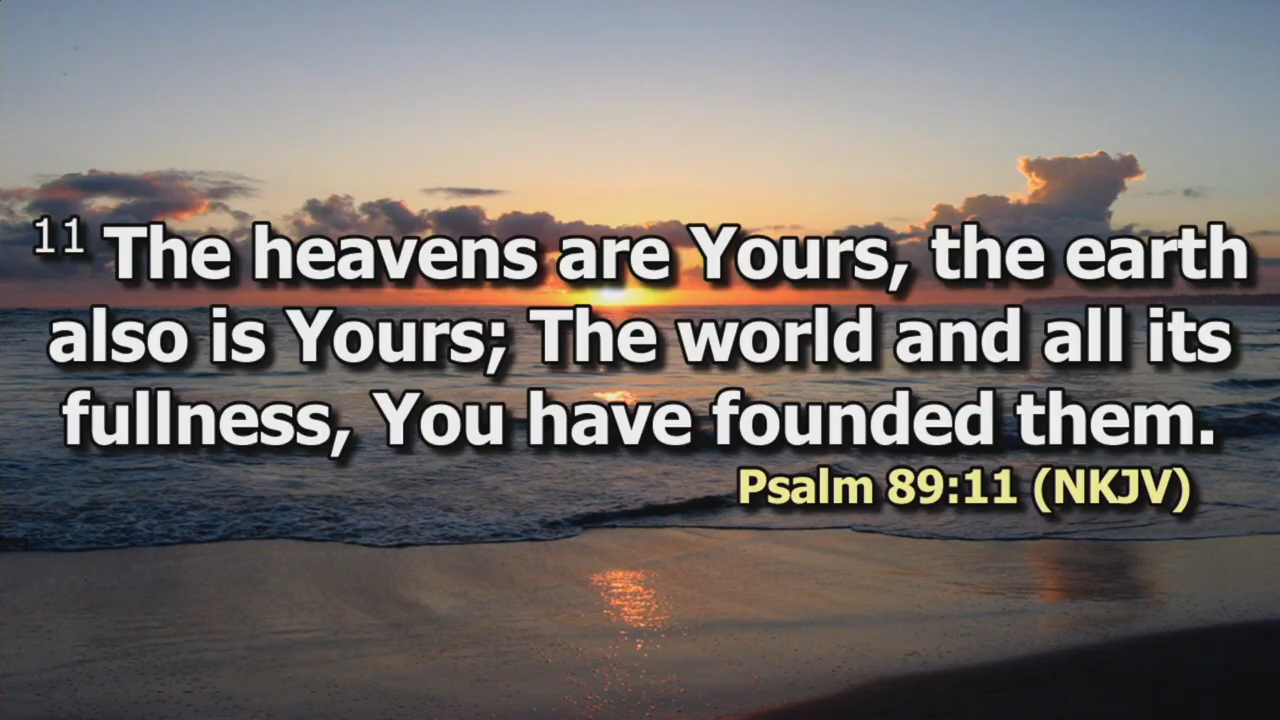 11 The heavens are Yours, the earth
also is Yours; The world and all its
fullness, You have founded them.
Psalm 89:11 (NKJV)